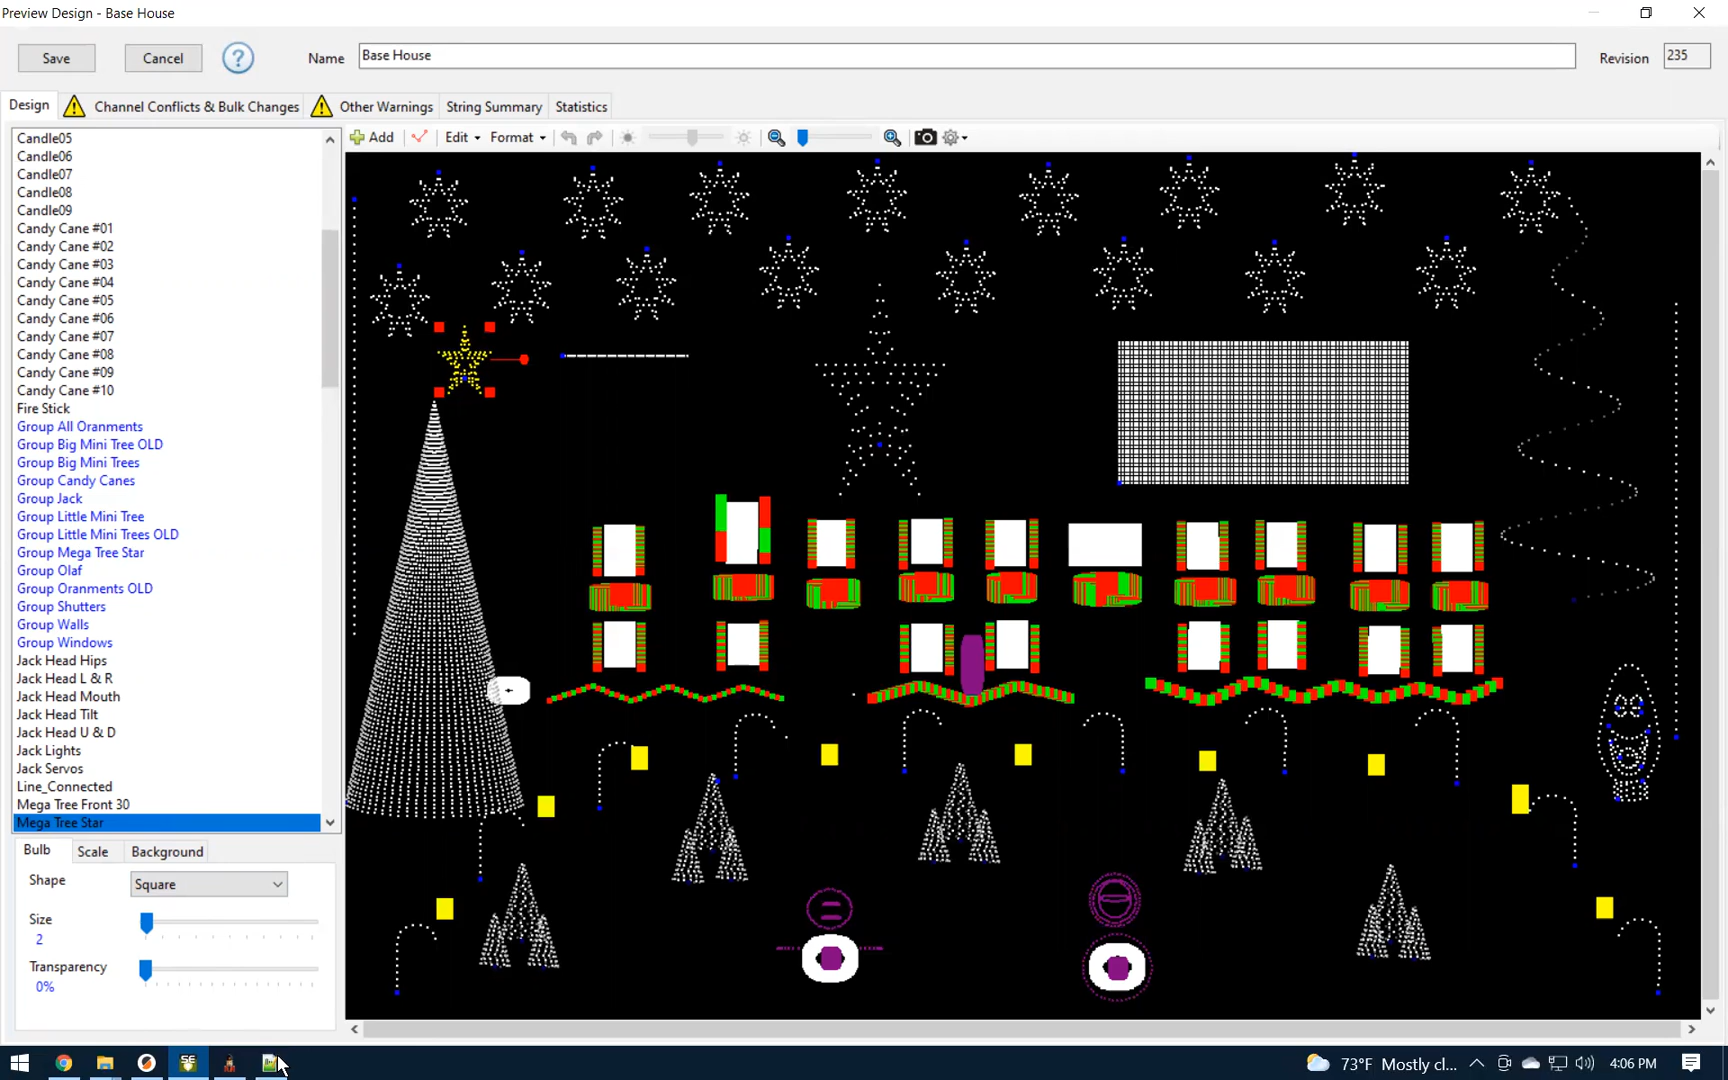 Preview Design - Base House
Save
Cancel
?
Name
Base House
Revision
235
Design
Channel Conflicts & Bulk Changes
Other Warnings
String Summary
Statistics
Add
Edit
Format
Candle05
Candle06
Candle07
Candle08
Candle09
Candy Cane #01
Candy Cane #02
Candy Cane #03
Candy Cane #04
Candy Cane #05
Candy Cane #06
Candy Cane #07
Candy Cane #08
Candy Cane #09
Candy Cane #10
Fire Stick
Group All Oranments
Group Big Mini Tree OLD
Group Big Mini Trees
Group Candy Canes
Group Jack
Group Little Mini Tree
Group Little Mini Trees OLD
Group Mega Tree Star
Group Olaf
Group Oranments OLD
Group Shutters
Group Walls
Group Windows
Jack Head Hips
Jack Head L & R
Jack Head Mouth
Jack Head Tilt
Jack Head U & D
Jack Lights
Jack Servos
Line_Connected
Mega Tree Front 30
Mega Tree Star
Bulb
Scale
Background
Shape
Square
Size
2
Transparency
0%
SE
73°F Mostly cl...
4:06 PM